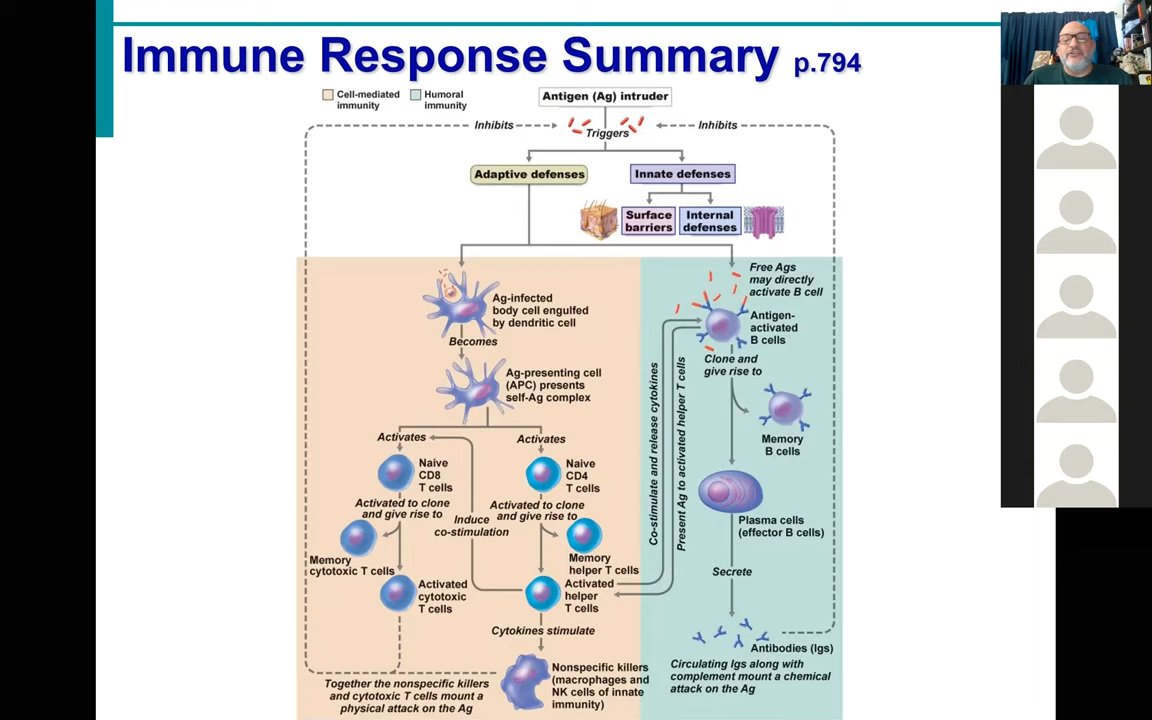 Immune Response Summary p.794
Cell-mediated
immunity
Humoral
immunity
Antigen (Ag) intruder
Inhibits
Triggers
Inhibits
Adaptive defenses
Innate defenses
Surface
barriers
Internal
defenses
Free Ags
may directly
activate B cell
Ag-infected
body cell engulfed
by dendritic cell
Antigen-
activated
B cells
Becomes
Clone and
give rise to
Ag-presenting cell
(APC) presents
self-Ag complex
Co-stimulate and release cytokines
Present Ag to activated helper T cells
Memory
B cells
Activates
Activates
Naive
CD8
T cells
Naive
CD4
T cells
Activated to clone
and give rise to
Activated to clone
and give rise to
Induce
co-stimulation
Plasma cells
(effector B cells)
Memory
cytotoxic T cells
Memory
helper T cells
Activated
cytotoxic
T cells
Activated
helper
T cells
Secrete
Cytokines stimulate
Antibodies (Igs)
Nonspecific killers
(macrophages and
NK cells of innate
immunity)
Circulating Igs along with
complement mount a chemical
attack on the Ag
Together the nonspecific killers
and cytotoxic T cells mount a
physical attack on the Ag